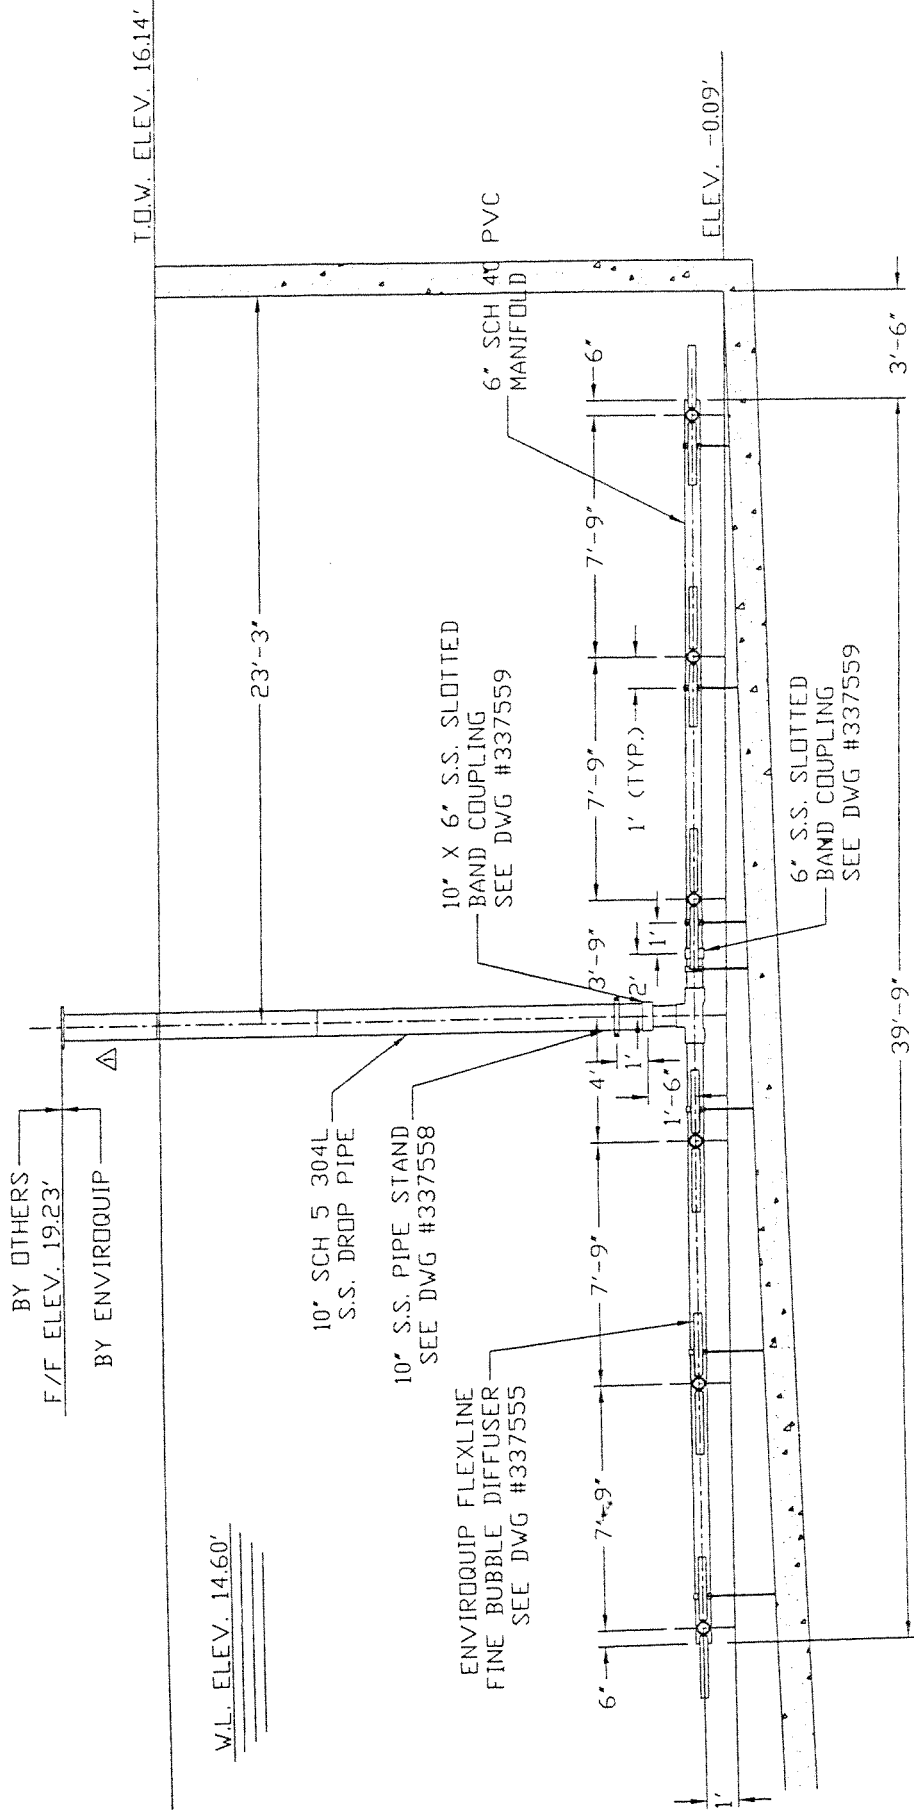 BY OTHERS
F/F ELEV. 19.23'
BY ENVIROQUIP
T.O.W. ELEV. 16.14'
W.L. ELEV. 14.60'
23'-3"
10" SCH 5 304L
S.S. DROP PIPE
10" S.S. PIPE STAND
SEE DWG #337558
ENVIROQUIP FLEXLINE
FINE BUBBLE DIFFUSER
SEE DWG #337555
10" X 6" S.S. SLOTTED
BAND COUPLING
SEE DWG #337559
6" SCH 40 PVC
MANIFOLD
ELEV. -0.09'
6"
7'-9"
7'-9"
4'
3'-9"
7'-9"
7'-9"
6"
1'
2'
1'-6"
1'
1' (TYP.)
6" S.S. SLOTTED
BAND COUPLING
SEE DWG #337559
1'
39'-9"
3'-6"